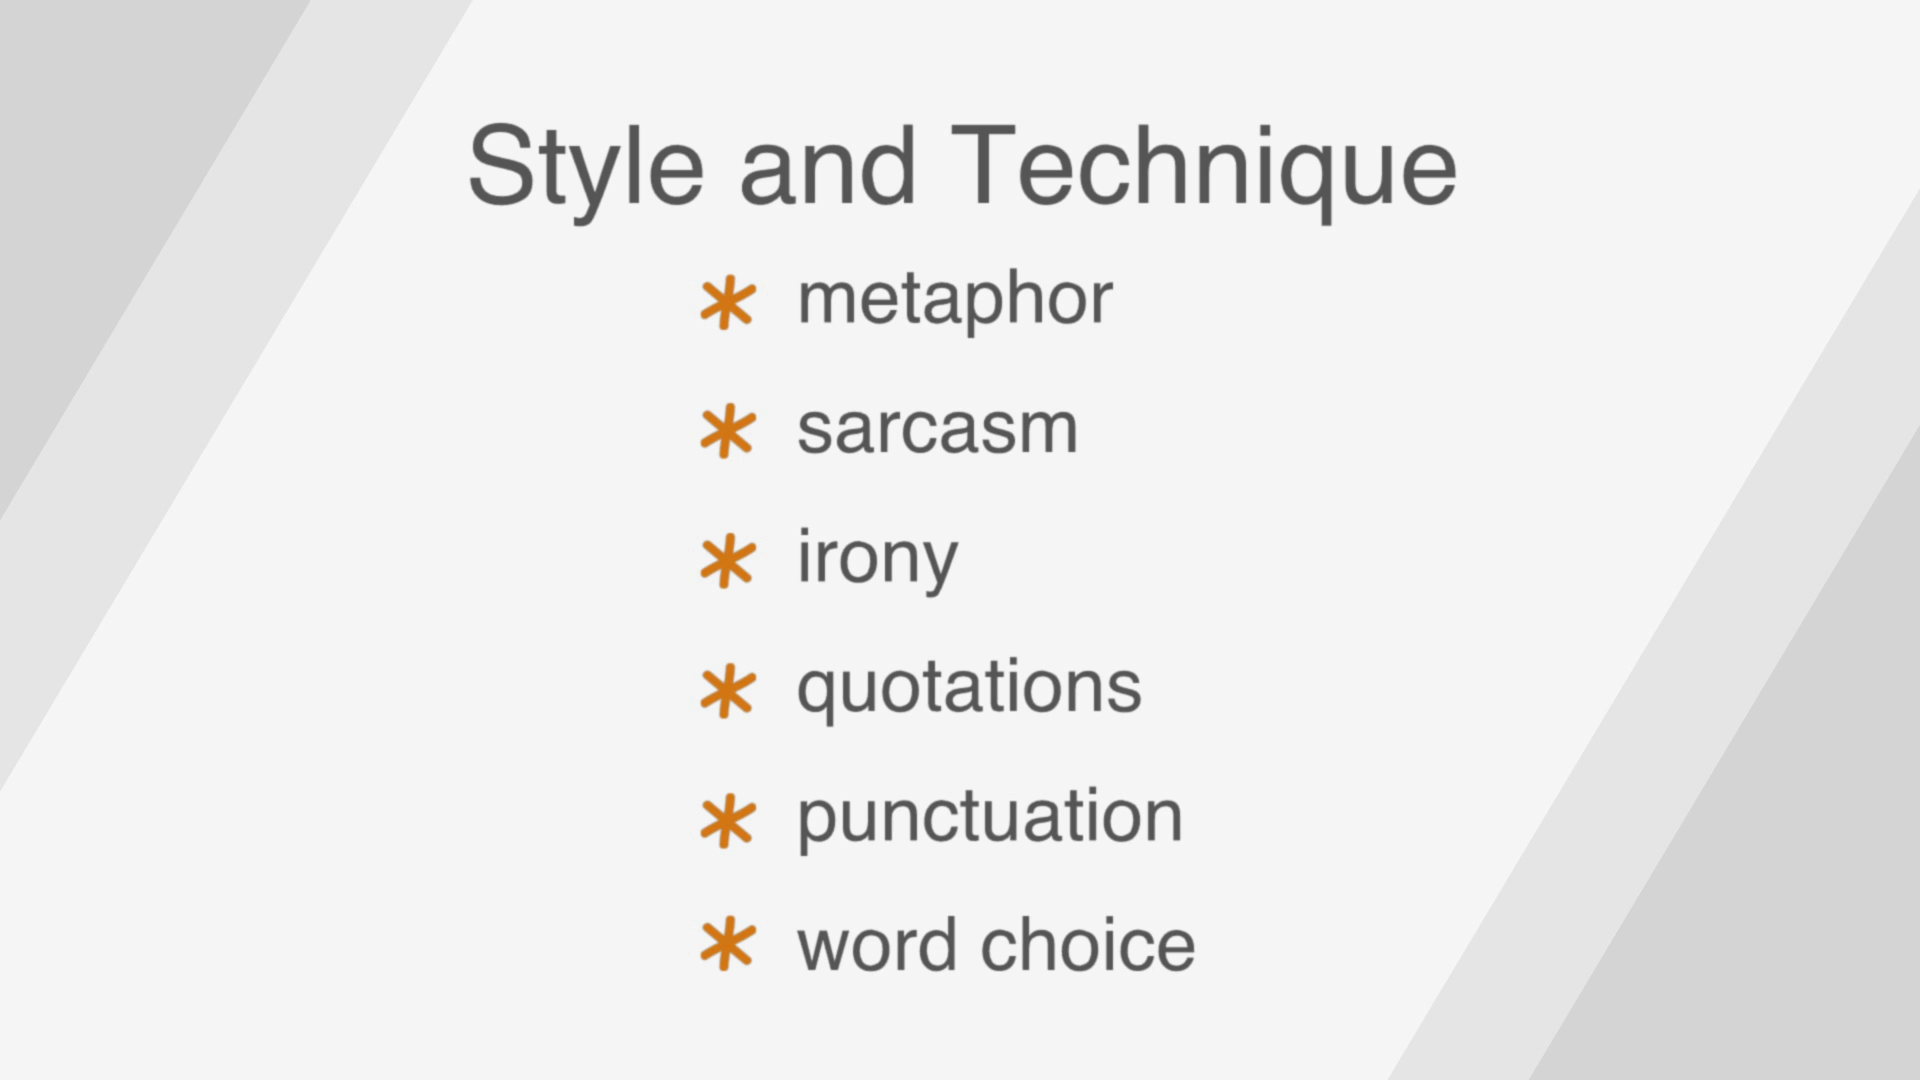 Style and Technique
* metaphor
* sarcasm
* irony
* quotations
* punctuation
* word choice